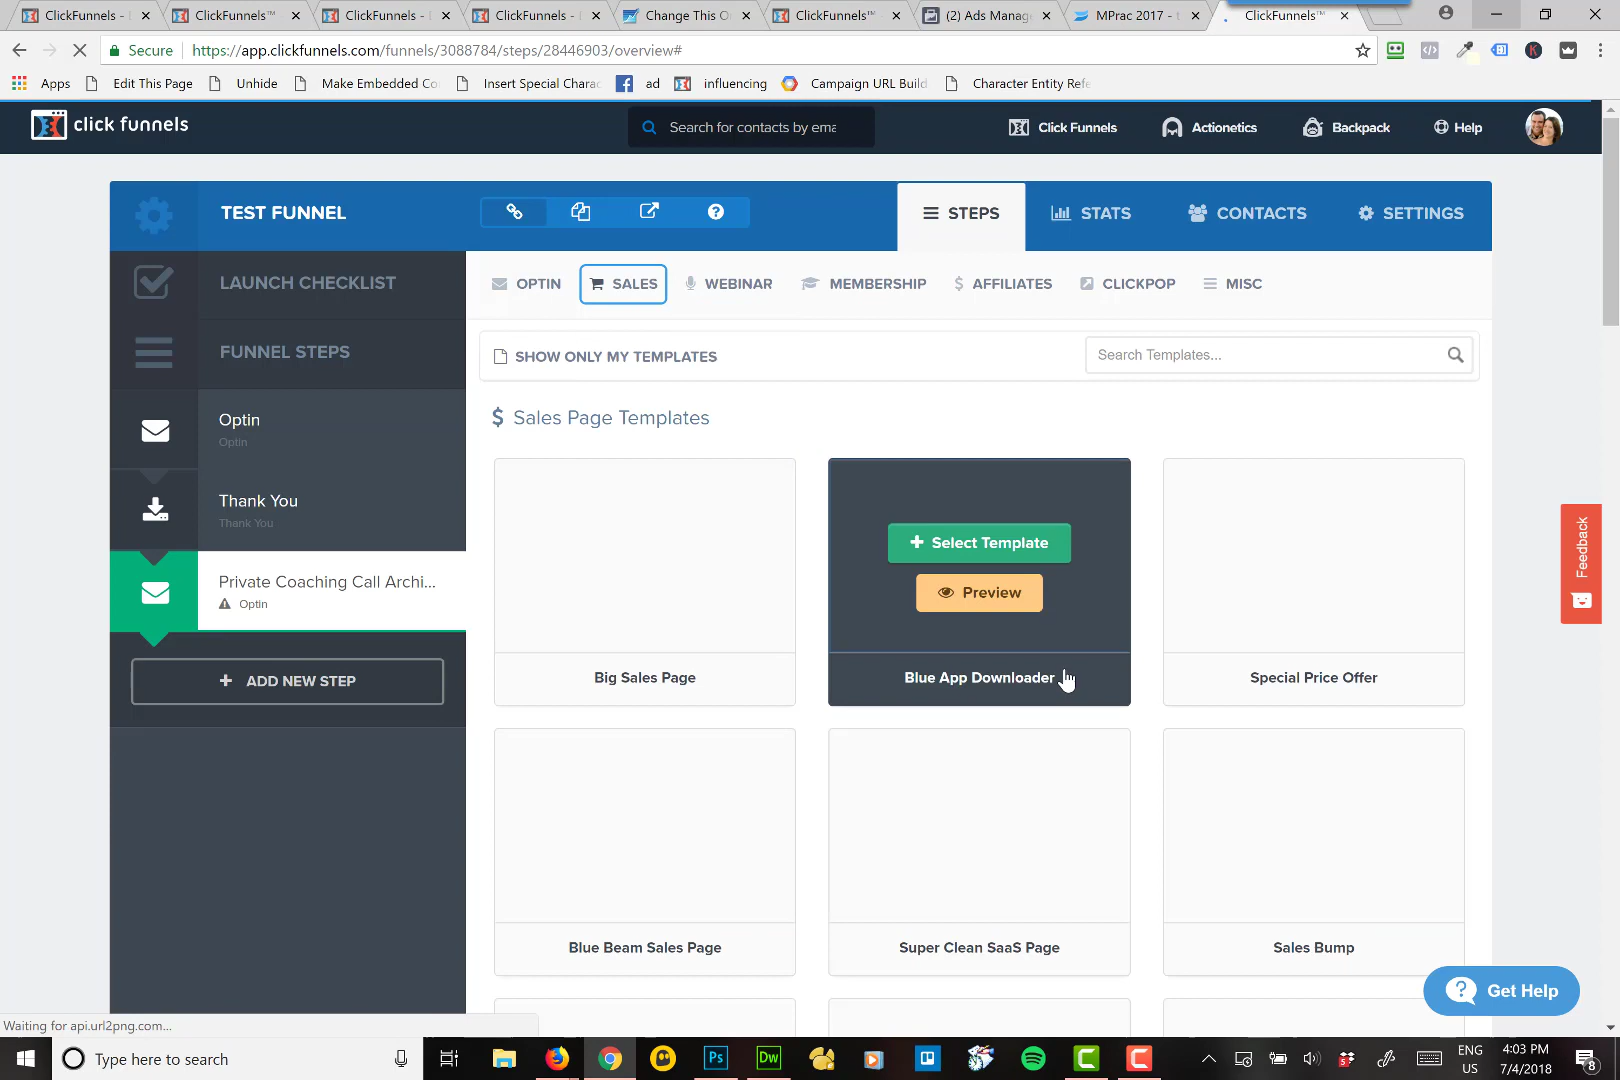 ClickFunnels - E
ClickFunnels™
ClickFunnels - E
ClickFunnels - E
Change This O
ClickFunnels™
(2) Ads Manage
MPrac 2017 - t
ClickFunnels™
Secure
https://app.clickfunnels.com/funnels/3088784/steps/28446903/overview#
Apps
Edit This Page
Unhide
Make Embedded Co
Insert Special Charac
ad
influencing
Campaign URL Build
Character Entity Refe
click funnels
Search for contacts by ema
Click Funnels
Actionetics
Backpack
Help
TEST FUNNEL
STEPS
STATS
CONTACTS
SETTINGS
LAUNCH CHECKLIST
OPTIN
SALES
WEBINAR
MEMBERSHIP
AFFILIATES
CLICKPOP
MISC
FUNNEL STEPS
SHOW ONLY MY TEMPLATES
Search Templates...
Optin
Optin
Sales Page Templates
Thank You
Thank You
Select Template
Preview
Private Coaching Call Archi...
Optin
ADD NEW STEP
Big Sales Page
Blue App Downloader
Special Price Offer
Feedback
Blue Beam Sales Page
Super Clean SaaS Page
Sales Bump
Get Help
Waiting for api.url2png.com...
Type here to search
Ps
Dw
ENG
US
4:03 PM
7/4/2018
8